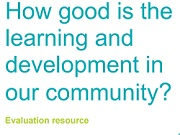 How good is the
learning and
development in
our community?
Evaluation resource